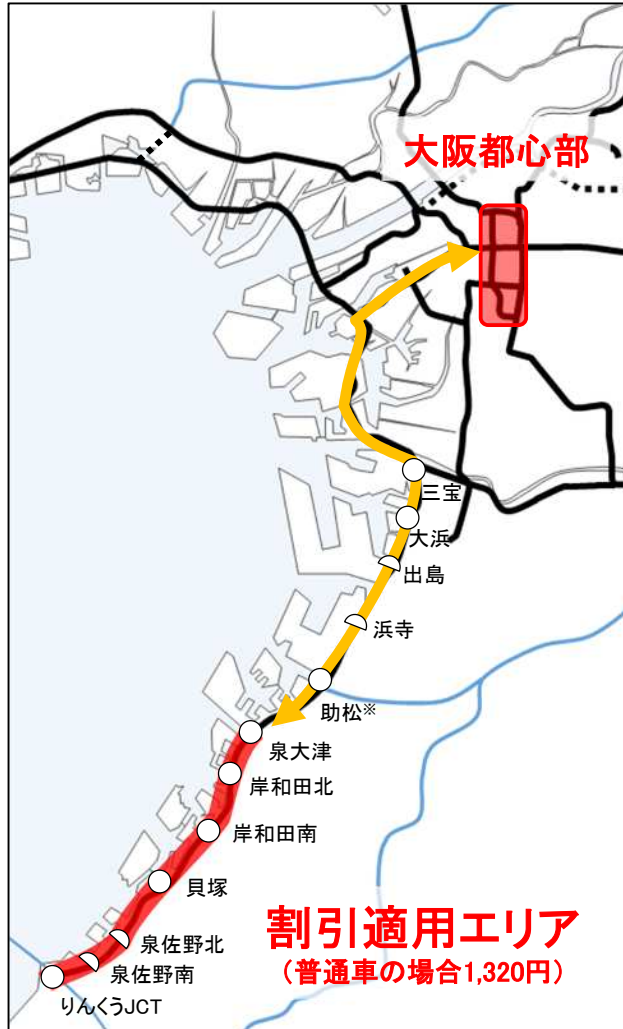 大阪都心部
三宝
大浜
出島
浜寺
助松※
泉大津
岸和田北
岸和田南
貝塚
泉佐野北
泉佐野南
りんくうJCT
割引適用エリア
(普通車の場合1,320円)